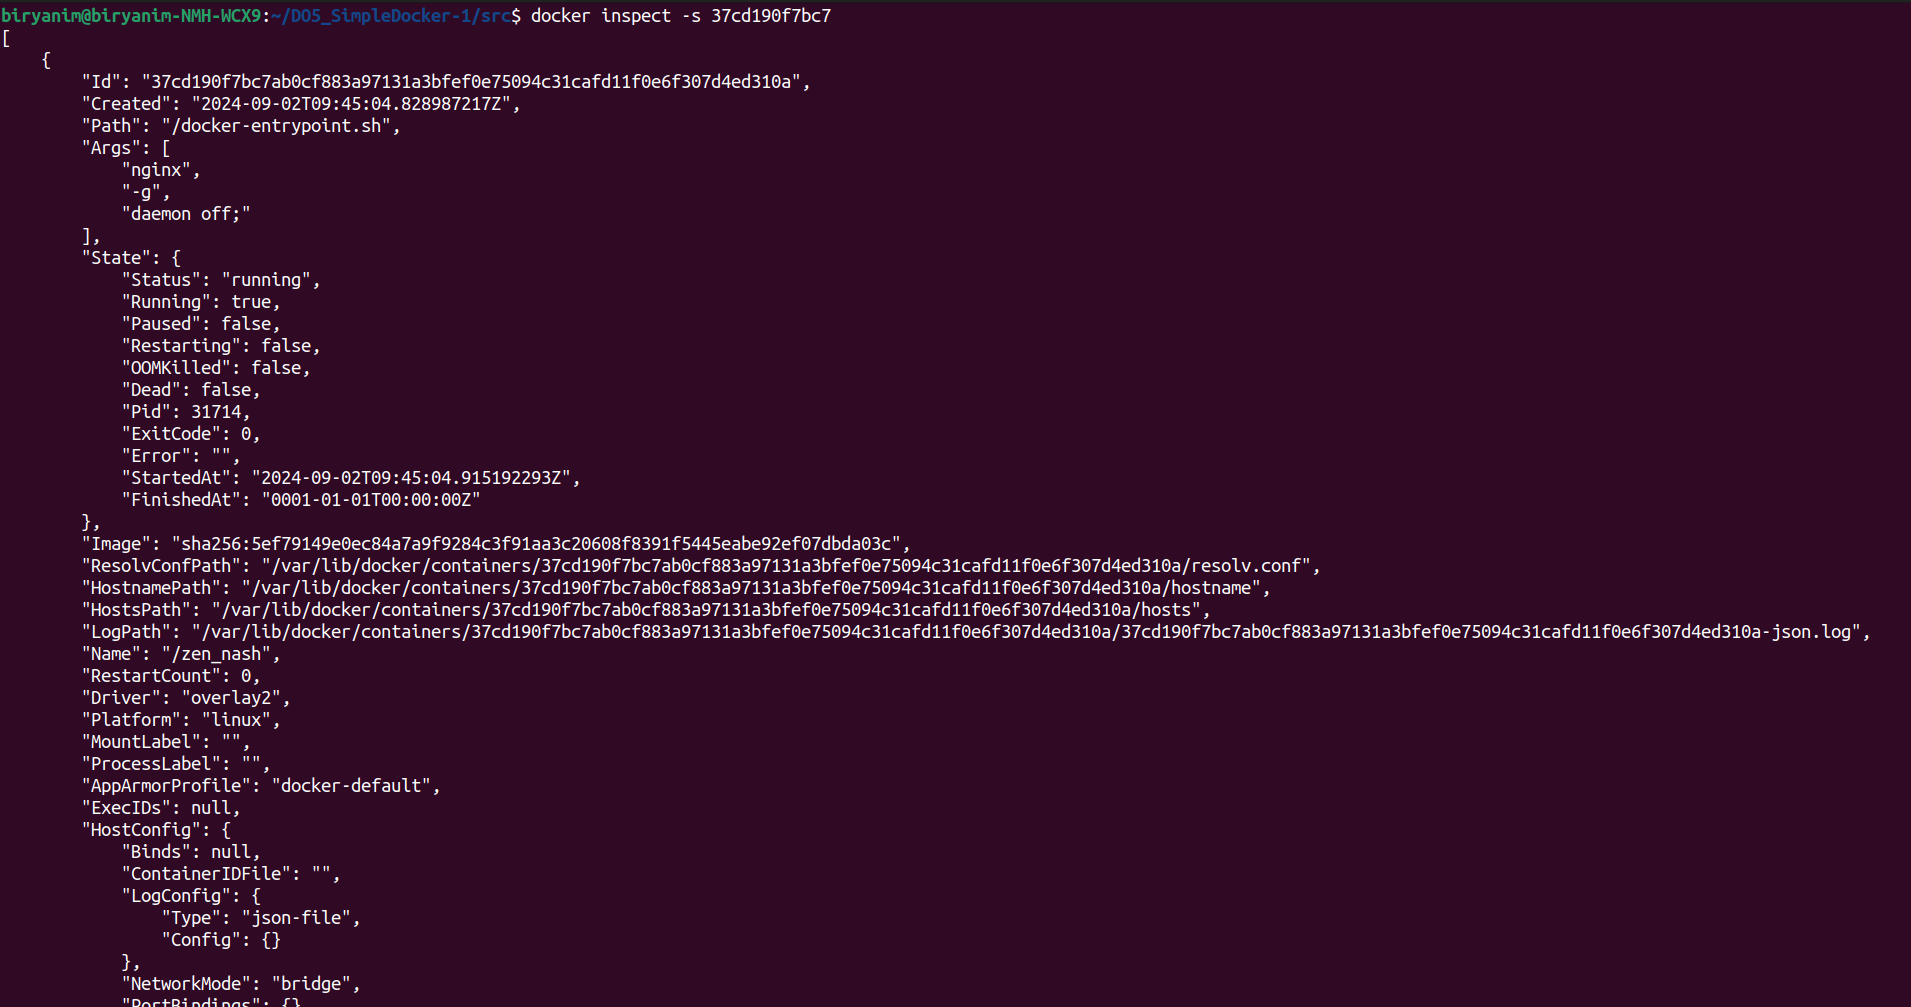 biryanim@biryanim-NMH-WCX9:~/DO5_SimpleDocker-1/src$ docker inspect -s 37cd190f7bc7
[
    {
        "Id": "37cd190f7bc7ab0cf883a97131a3bfef0e75094c31cafd11f0e6f307d4ed310a",
        "Created": "2024-09-02T09:45:04.828987217Z",
        "Path": "/docker-entrypoint.sh",
        "Args": [
            "nginx",
            "-g",
            "daemon off;"
        ],
        "State": {
            "Status": "running",
            "Running": true,
            "Paused": false,
            "Restarting": false,
            "OOMKilled": false,
            "Dead": false,
            "Pid": 31714,
            "ExitCode": 0,
            "Error": "",
            "StartedAt": "2024-09-02T09:45:04.915192293Z",
            "FinishedAt": "0001-01-01T00:00:00Z"
        },
        "Image": "sha256:5ef79149e0ec84a7a9f9284c3f91aa3c20608f8391f5445eabe92ef07dbda03c",
        "ResolvConfPath": "/var/lib/docker/containers/37cd190f7bc7ab0cf883a97131a3bfef0e75094c31cafd11f0e6f307d4ed310a/resolv.conf",
        "HostnamePath": "/var/lib/docker/containers/37cd190f7bc7ab0cf883a97131a3bfef0e75094c31cafd11f0e6f307d4ed310a/hostname",
        "HostsPath": "/var/lib/docker/containers/37cd190f7bc7ab0cf883a97131a3bfef0e75094c31cafd11f0e6f307d4ed310a/hosts",
        "LogPath": "/var/lib/docker/containers/37cd190f7bc7ab0cf883a97131a3bfef0e75094c31cafd11f0e6f307d4ed310a/37cd190f7bc7ab0cf883a97131a3bfef0e75094c31cafd11f0e6f307d4ed310a-json.log",
        "Name": "/zen_nash",
        "RestartCount": 0,
        "Driver": "overlay2",
        "Platform": "linux",
        "MountLabel": "",
        "ProcessLabel": "",
        "AppArmorProfile": "docker-default",
        "ExecIDs": null,
        "HostConfig": {
            "Binds": null,
            "ContainerIDFile": "",
            "LogConfig": {
                "Type": "json-file",
                "Config": {}
            },
            "NetworkMode": "bridge",
            "PortBindings": {}